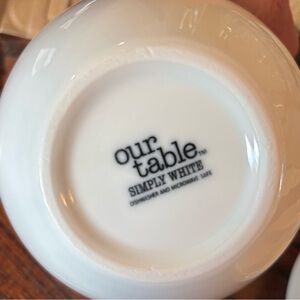 our
table™
SIMPLY WHITE
DISHWASHER AND MICROWAVE SAFE